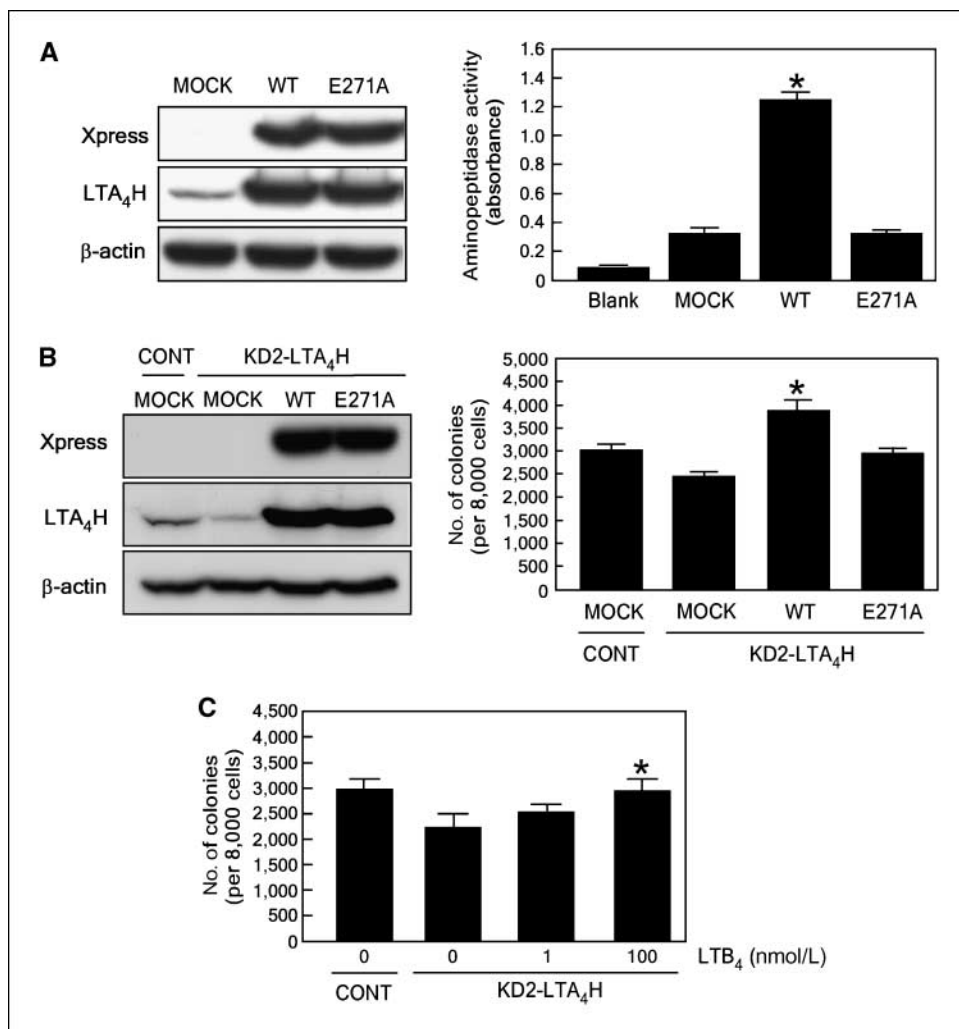 A
MOCK WT E271A
Xpress
LTA4H
β-actin
Aminopeptidase activity
(absorbance)
1.6
1.4
1.2
1.0
0.8
0.6
0.4
0.2
0
*
Blank MOCK WT E271A
B
CONT KD2-LTA4H
MOCK MOCK WT E271A
Xpress
LTA4H
β-actin
No. of colonies
(per 8,000 cells)
5,000
4,500
4,000
3,500
3,000
2,500
2,000
1,500
1,000
500
0
*
MOCK MOCK WT E271A
CONT KD2-LTA4H
C
No. of colonies
(per 8,000 cells)
4,500
4,000
3,500
3,000
2,500
2,000
1,500
1,000
500
0
*
0 0 1 100 LTB4 (nmol/L)
CONT KD2-LTA4H